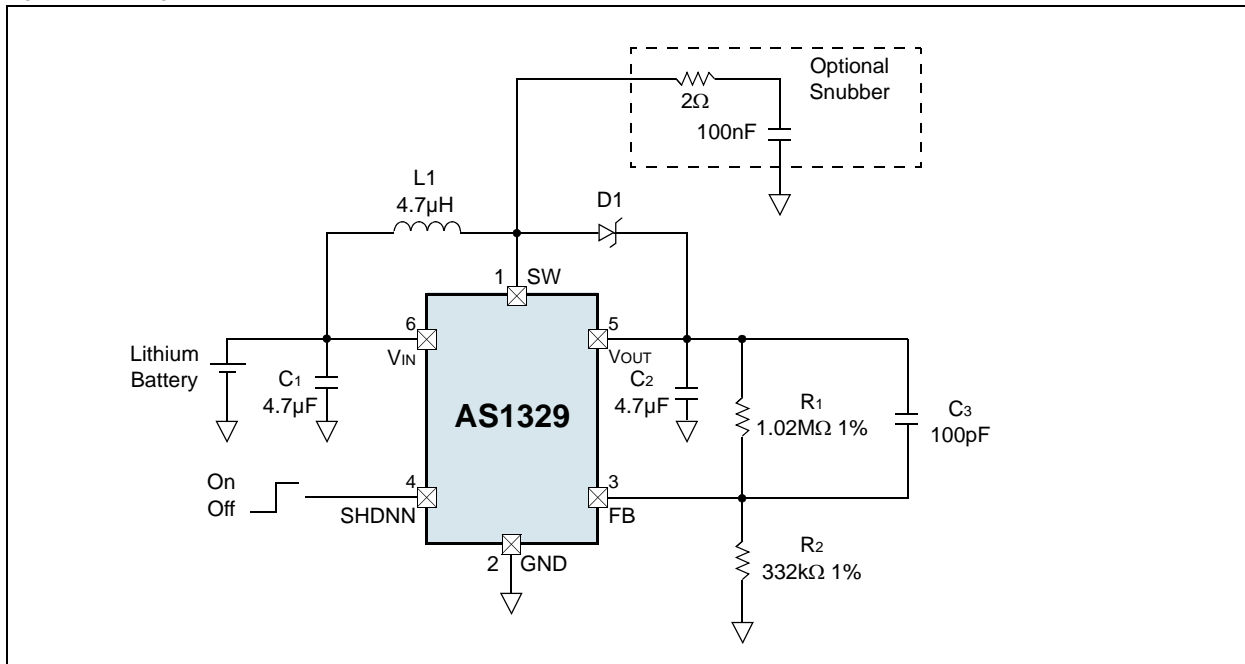 Optional
Snubber
2Ω
100nF
L1
4.7µH
D1
1 SW
6
VIN
5
VOUT
Lithium
Battery
C1
4.7µF
C2
4.7µF
AS1329
R1
1.02MΩ 1%
C3
100pF
On
Off
4
SHDNN
3
FB
2 GND
R2
332kΩ 1%